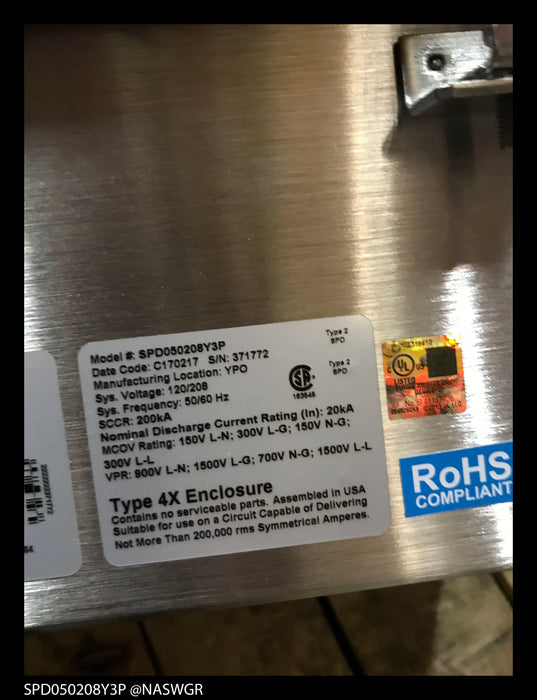 Model #: SPD050208Y3P
Date Code: C170217 S/N: 371772
Manufacturing Location: YPO
Sys. Voltage: 120/208
Sys. Frequency: 50/60 Hz
SCCR: 200kA
Nominal Discharge Current Rating (In): 20kA
MCOV Rating: 150V L-N; 300V L-G; 150V N-G;
300V L-L
VPR: 900V L-N; 1500V L-G; 700V N-G; 1500V L-L
Type 4X Enclosure
Contains no serviceable parts. Assembled in USA
Suitable for use on a Circuit Capable of Delivering
Not More Than 200,000 rms Symmetrical Amperes.
Type 2
SPD
Type 2
SPD
163645
UL
LISTED
RoHS
COMPLIANT
SPD050208Y3P @NASWGR